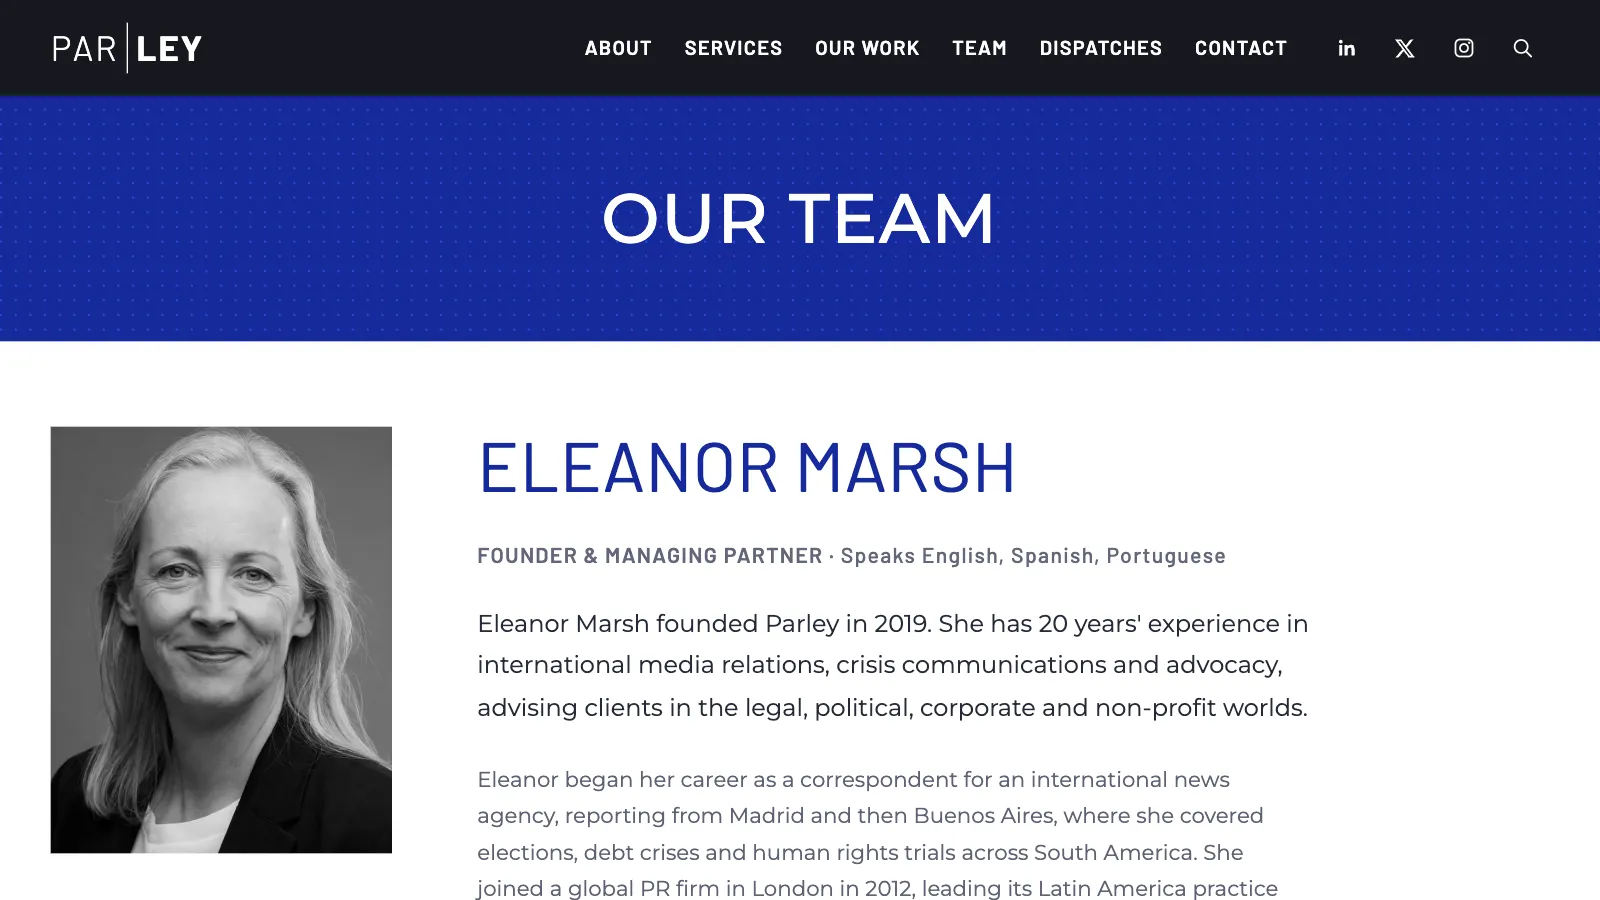 PAR|LEY
ABOUT SERVICES OUR WORK TEAM DISPATCHES CONTACT in X
OUR TEAM
ELEANOR MARSH
FOUNDER & MANAGING PARTNER · Speaks English, Spanish, Portuguese
Eleanor Marsh founded Parley in 2019. She has 20 years' experience in
international media relations, crisis communications and advocacy,
advising clients in the legal, political, corporate and non-profit worlds.
Eleanor began her career as a correspondent for an international news
agency, reporting from Madrid and then Buenos Aires, where she covered
elections, debt crises and human rights trials across South America. She
joined a global PR firm in London in 2012, leading its Latin America practice